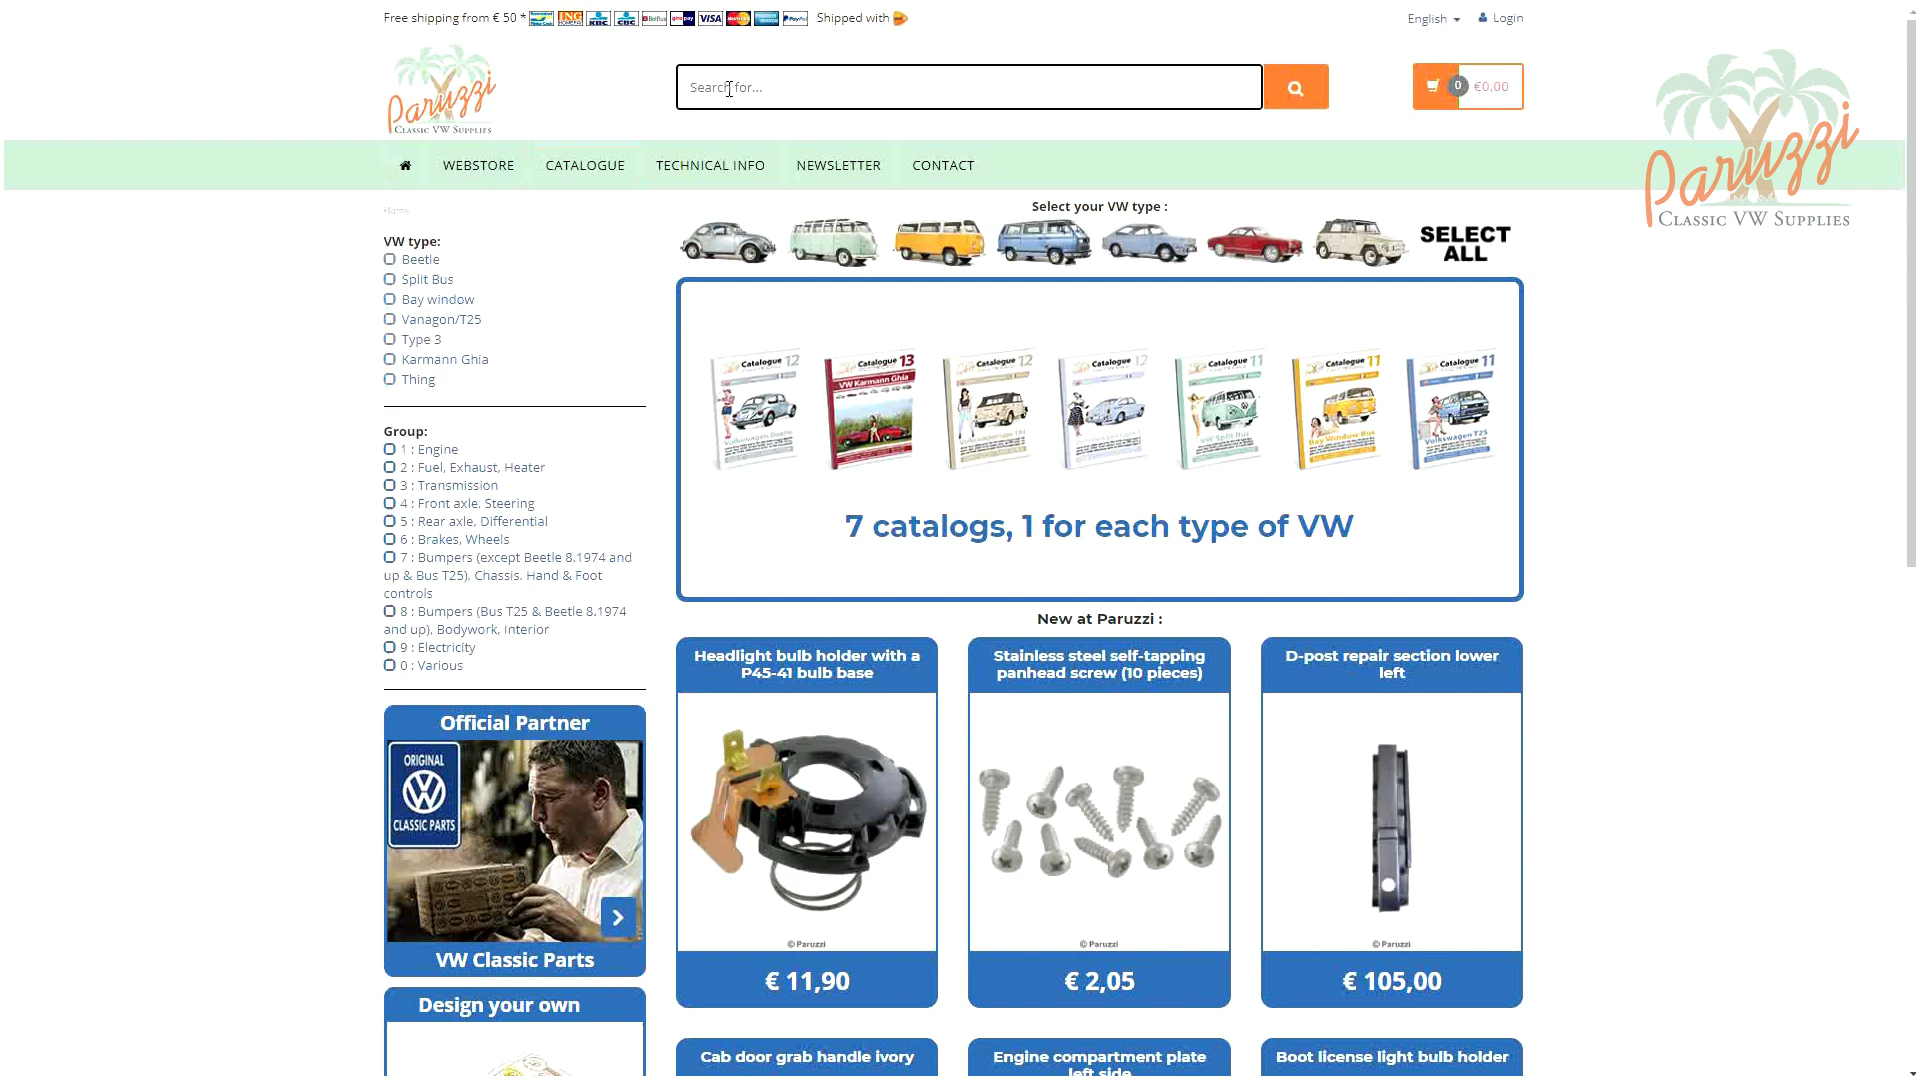 Free shipping from € 50 *
VISA
PayPal
Shipped with
English
Login
Paruzzi
CLASSIC VW SUPPLIES
Search for...
0
€0,00
Paruzzi
CLASSIC VW SUPPLIES
WEBSTORE
CATALOGUE
TECHNICAL INFO
NEWSLETTER
CONTACT
Home
Select your VW type :
SELECT
ALL
VW type:
Beetle
Split Bus
Bay window
Vanagon/T25
Type 3
Karmann Ghia
Thing
Group:
1 : Engine
2 : Fuel, Exhaust, Heater
3 : Transmission
4 : Front axle. Steering
5 : Rear axle, Differential
6 : Brakes, Wheels
7 : Bumpers (except Beetle 8.1974 and
up & Bus T25). Chassis. Hand & Foot
controls
8 : Bumpers (Bus T25 & Beetle 8.1974
and up), Bodywork, Interior
9 : Electricity
0 : Various
Catalogue 12
Catalogue 13
VW Karmann Ghia
Catalogue 12
Catalogue 12
Catalogue 11
VW Split Bus
Catalogue 11
Bay Window Bus
Catalogue 11
Volkswagen T25
7 catalogs, 1 for each type of VW
New at Paruzzi :
Headlight bulb holder with a
P45-41 bulb base
© Paruzzi
€ 11,90
Stainless steel self-tapping
panhead screw (10 pieces)
© Paruzzi
€ 2,05
D-post repair section lower
left
© Paruzzi
€ 105,00
Official Partner
ORIGINAL
CLASSIC PARTS
VW Classic Parts
Design your own
Cab door grab handle ivory
Engine compartment plate
left side
Boot license light bulb holder